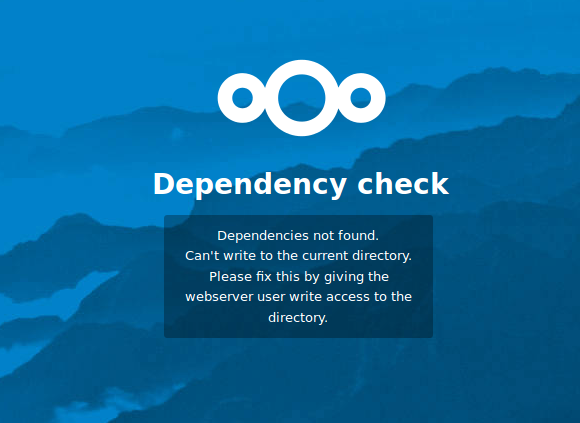 Dependency check
Dependencies not found.
Can't write to the current directory.
Please fix this by giving the
webserver user write access to the
directory.